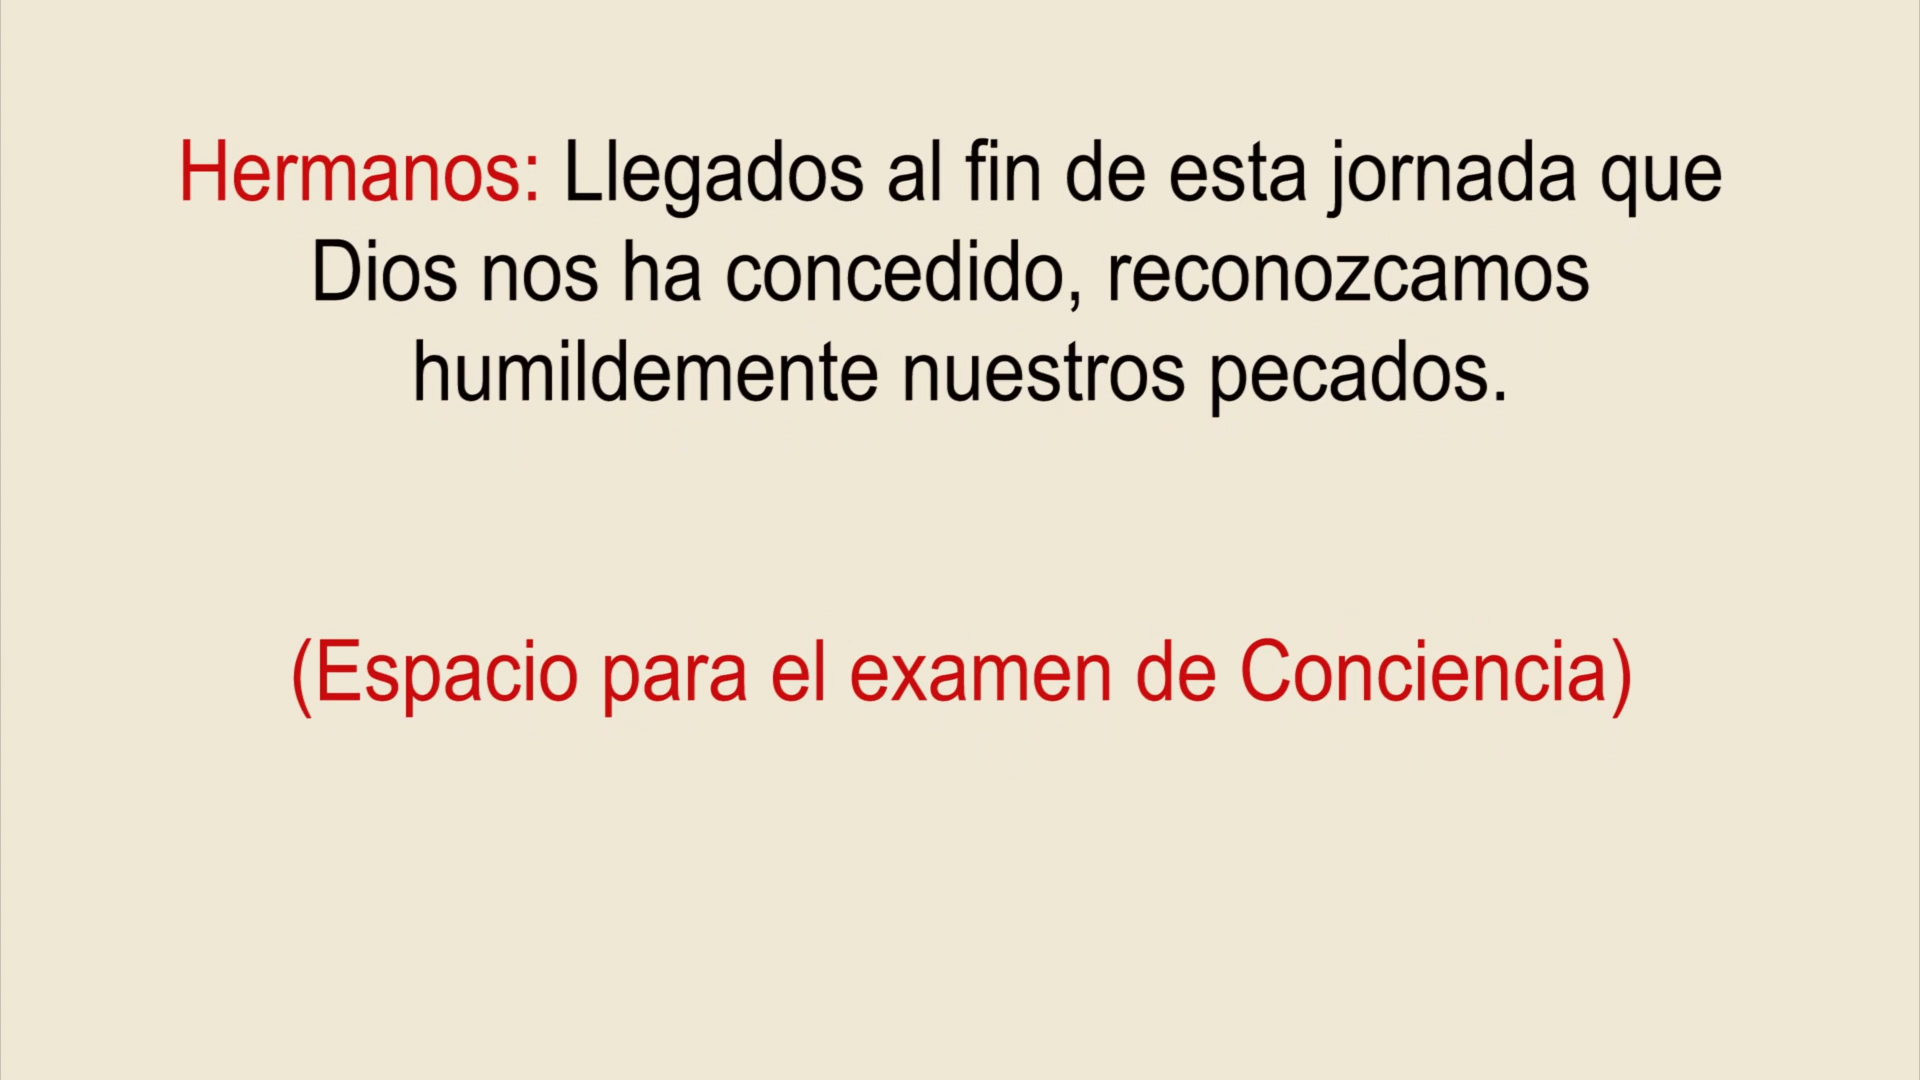 Hermanos: Llegados al fin de esta jornada que
Dios nos ha concedido, reconozcamos
humildemente nuestros pecados.
(Espacio para el examen de Conciencia)